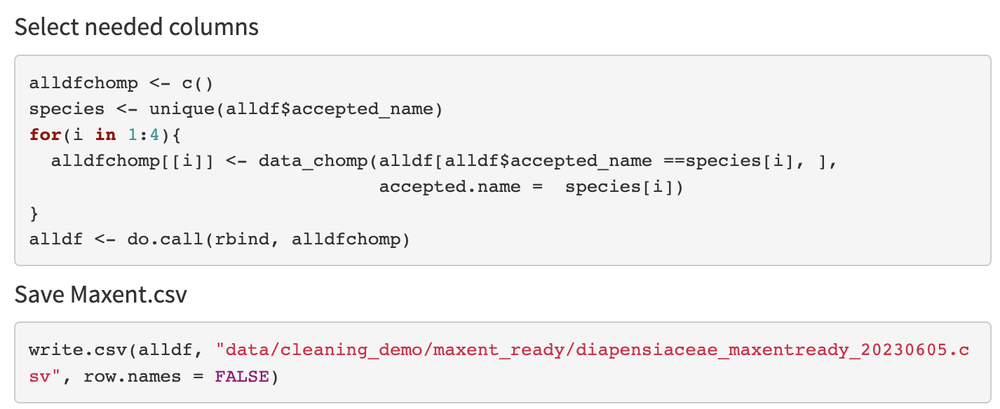 Select needed columns
alldfchomp <- c()
species <- unique(alldf$accepted_name)
for(i in 1:4){
  alldfchomp[[i]] <- data_chomp(alldf[alldf$accepted_name ==species[i], ],
                                accepted.name =  species[i])
}
alldf <- do.call(rbind, alldfchomp)
Save Maxent.csv
write.csv(alldf, "data/cleaning_demo/maxent_ready/diapensiaceae_maxentready_20230605.c
sv", row.names = FALSE)